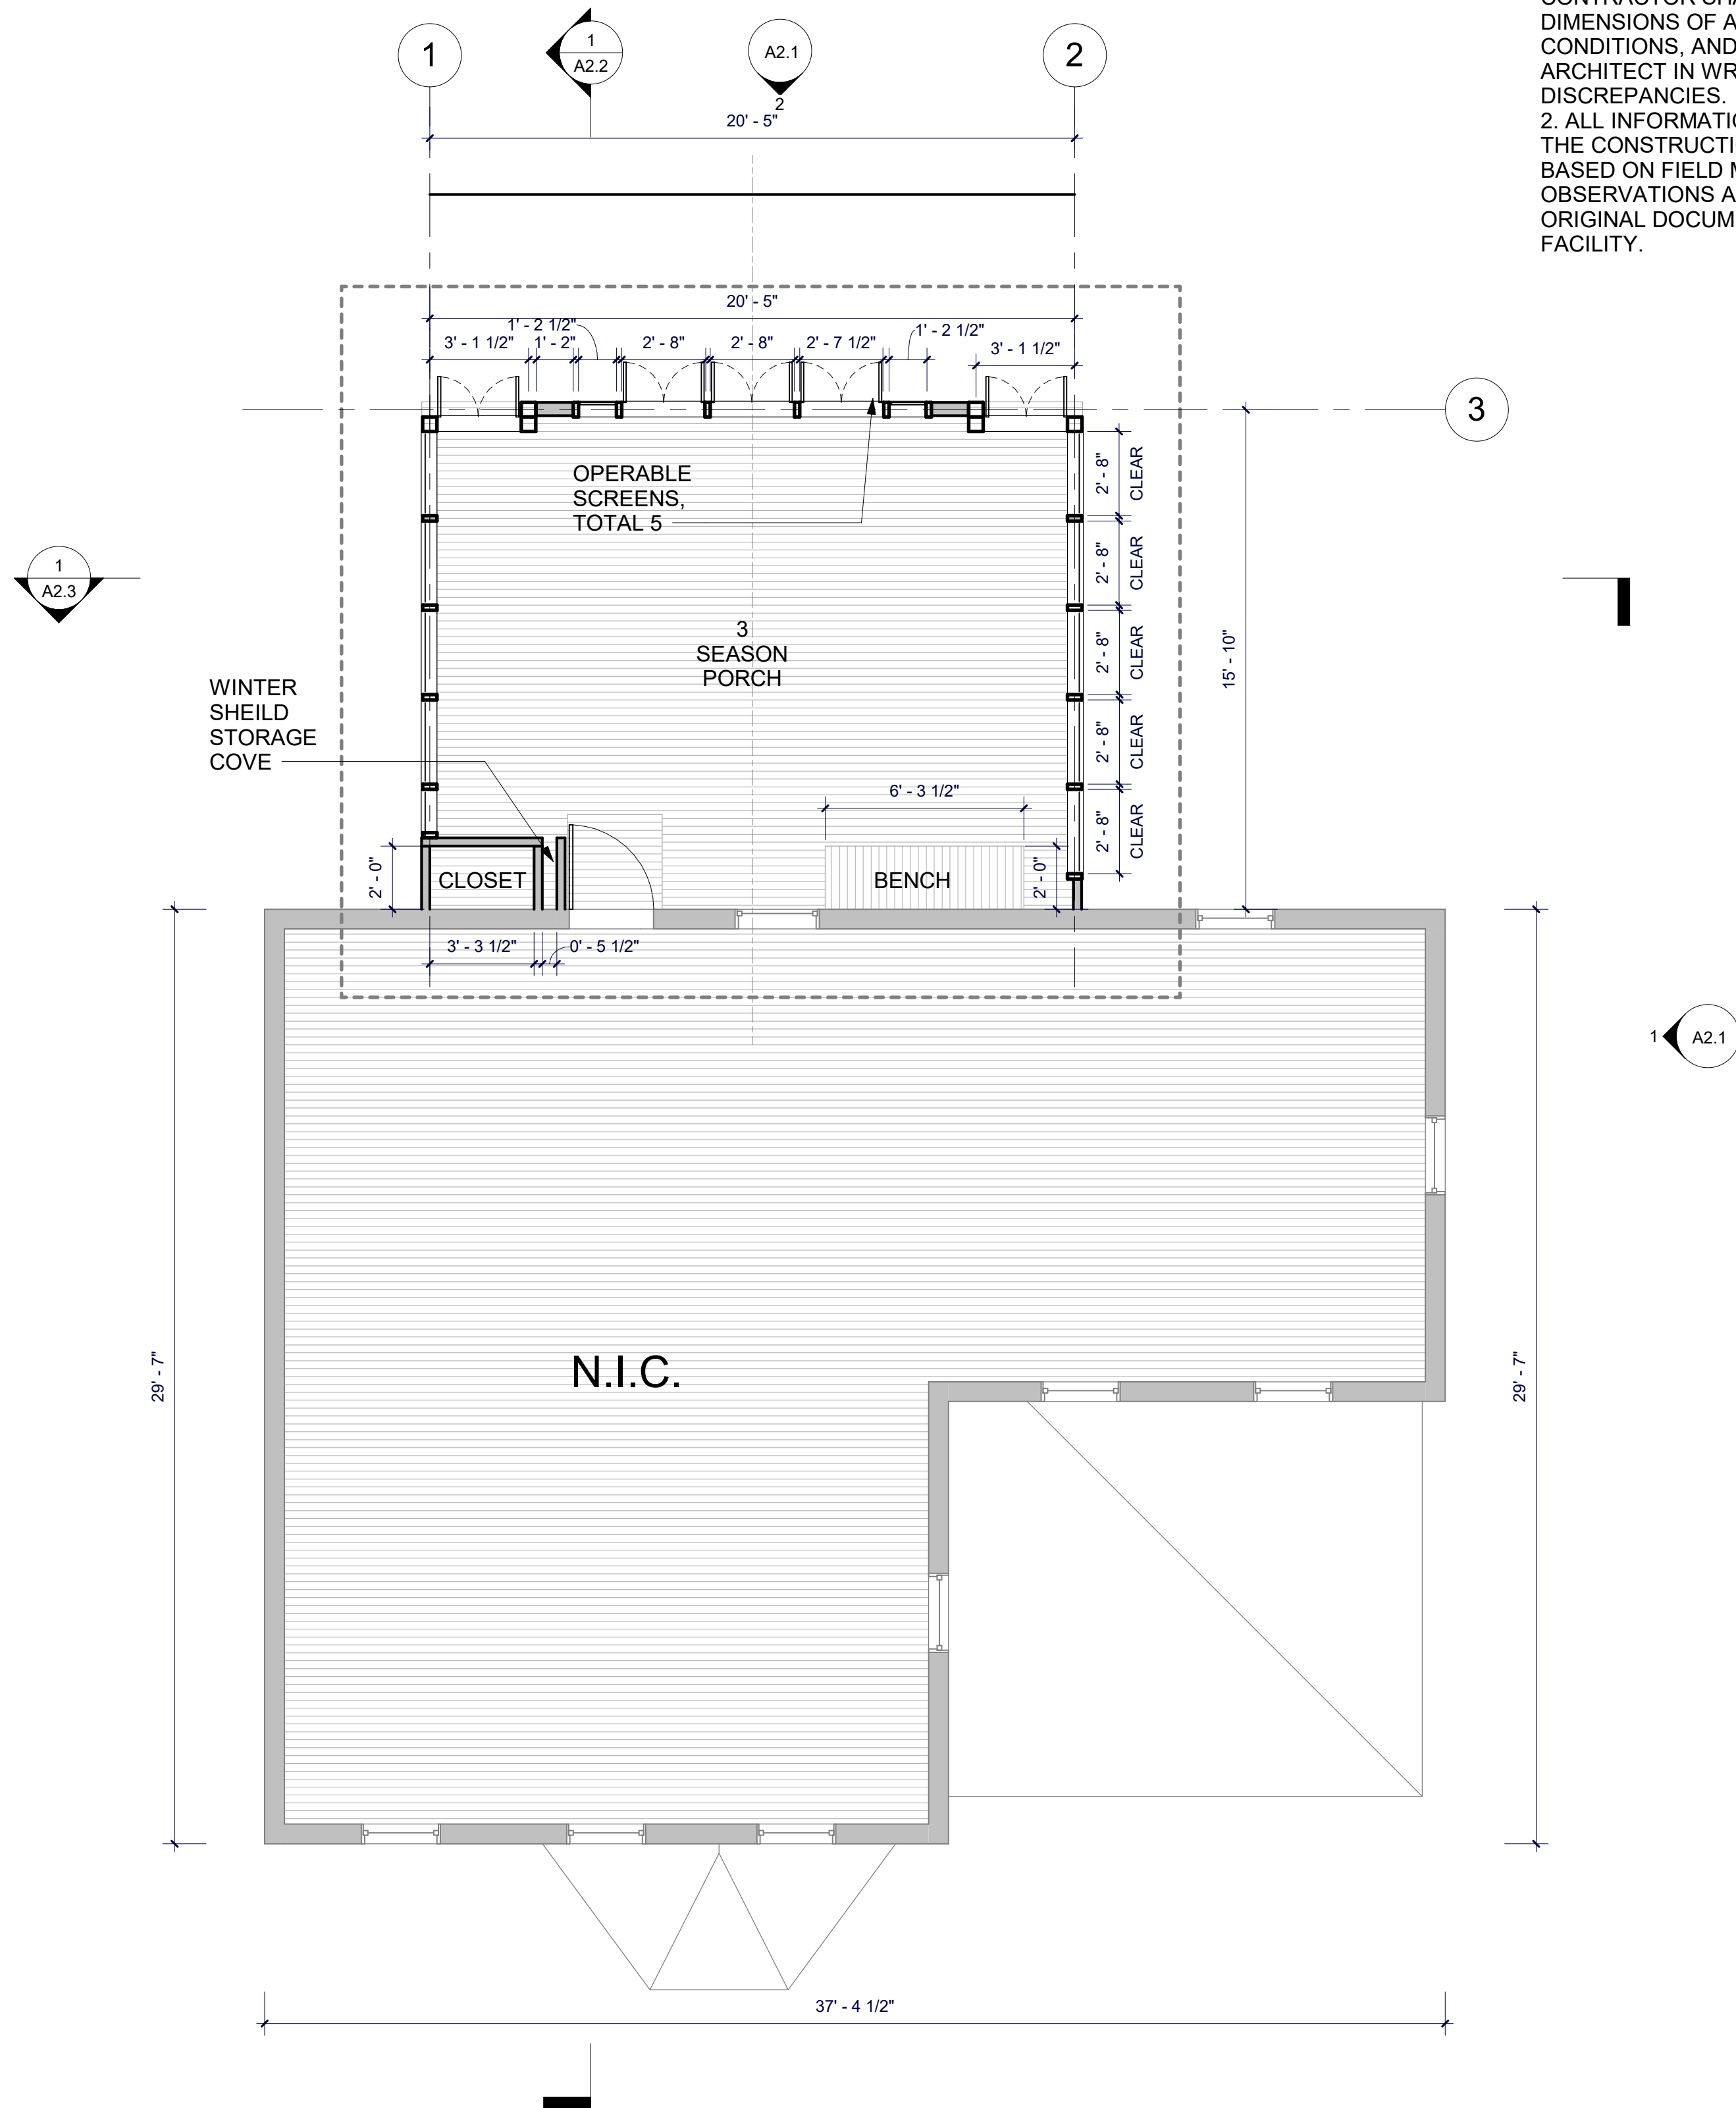 CONTRACTOR SHA
DIMENSIONS OF A
CONDITIONS, AND
ARCHITECT IN WR
DISCREPANCIES.
2. ALL INFORMATIO
THE CONSTRUCTI
BASED ON FIELD M
OBSERVATIONS A
ORIGINAL DOCUM
FACILITY.
1
1
A2.2
A2.1
2
2
20' - 5"
20' - 5"
1' - 2 1/2"
1' - 2 1/2"
3' - 1 1/2"
1' - 2"
2' - 8"
2' - 8"
2' - 7 1/2"
3' - 1 1/2"
3
OPERABLE
SCREENS,
TOTAL 5
2' - 8"
CLEAR
2' - 8"
CLEAR
2' - 8"
CLEAR
2' - 8"
CLEAR
2' - 8"
CLEAR
15' - 10"
1
A2.3
3
SEASON
PORCH
WINTER
SHEILD
STORAGE
COVE
6' - 3 1/2"
2' - 0"
CLOSET
BENCH
2' - 0"
3' - 3 1/2"
0' - 5 1/2"
1
A2.1
29' - 7"
N.I.C.
29' - 7"
37' - 4 1/2"